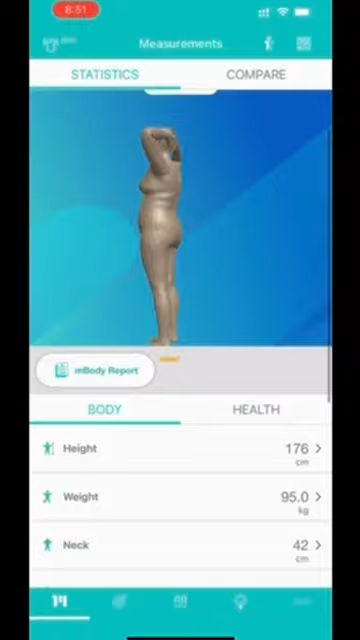 8:51
Measurements
STATISTICS
COMPARE
mBody Report
BODY
HEALTH
Height
176
cm
Weight
95.0
kg
Neck
42
cm